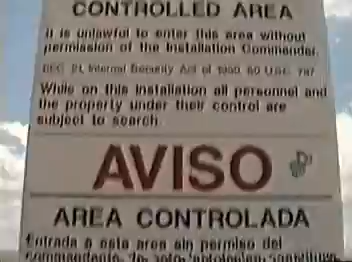 CONTROLLED AREA
It is unlawful to enter this area without
permission of the Installation Commander.
SEC. 21, Internal Security Act of 1950, 50 U.S.C. 797
While on this installation all personnel and
the property under their control are
subject to search.
AVISO
AREA CONTROLADA
Entrada a esta area sin permiso del